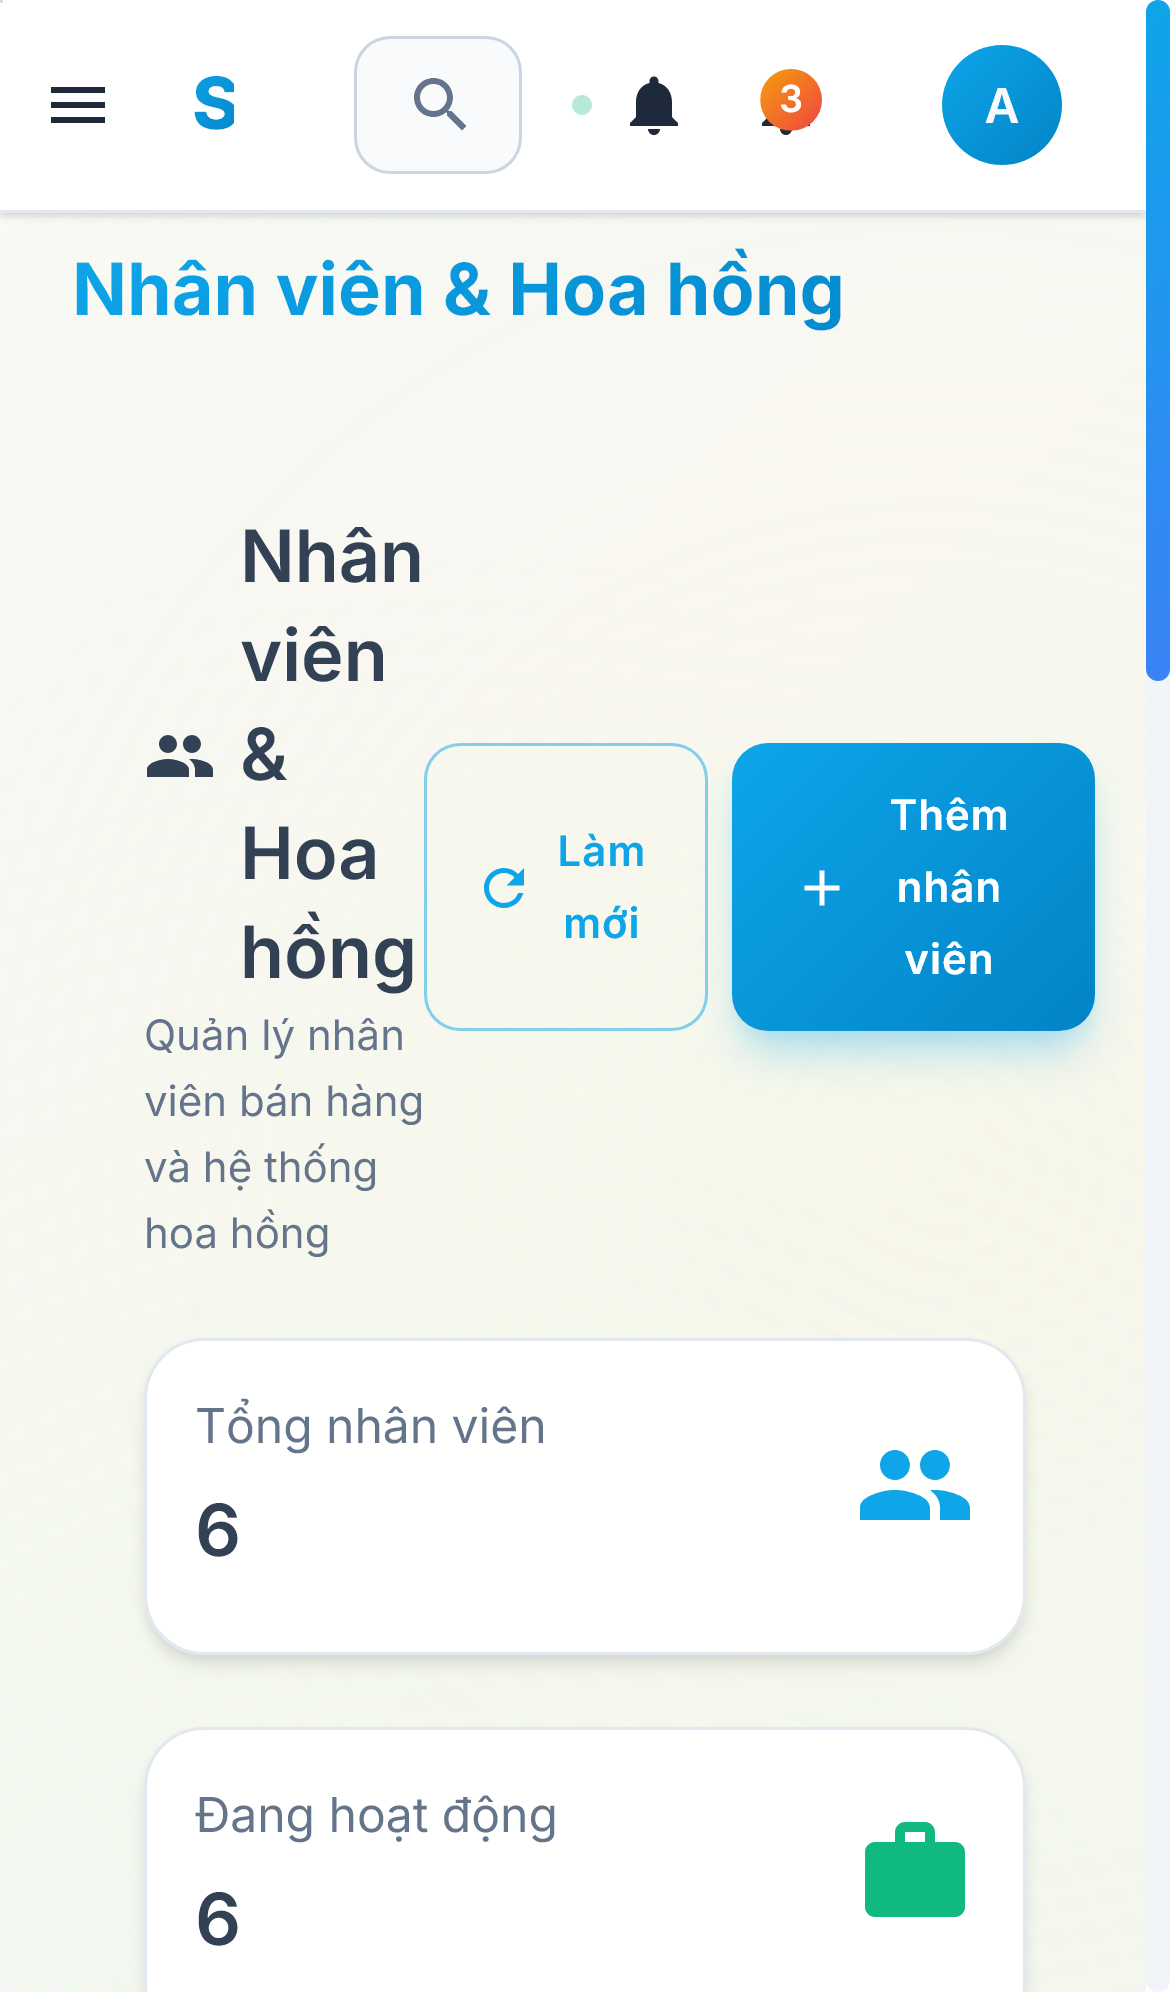 S
3
A
Nhân viên & Hoa hồng
Nhân
viên
&
Hoa
hồng
Làm
mới
Thêm
nhân
viên
Quản lý nhân
viên bán hàng
và hệ thống
hoa hồng
Tổng nhân viên
6
Đang hoạt động
6